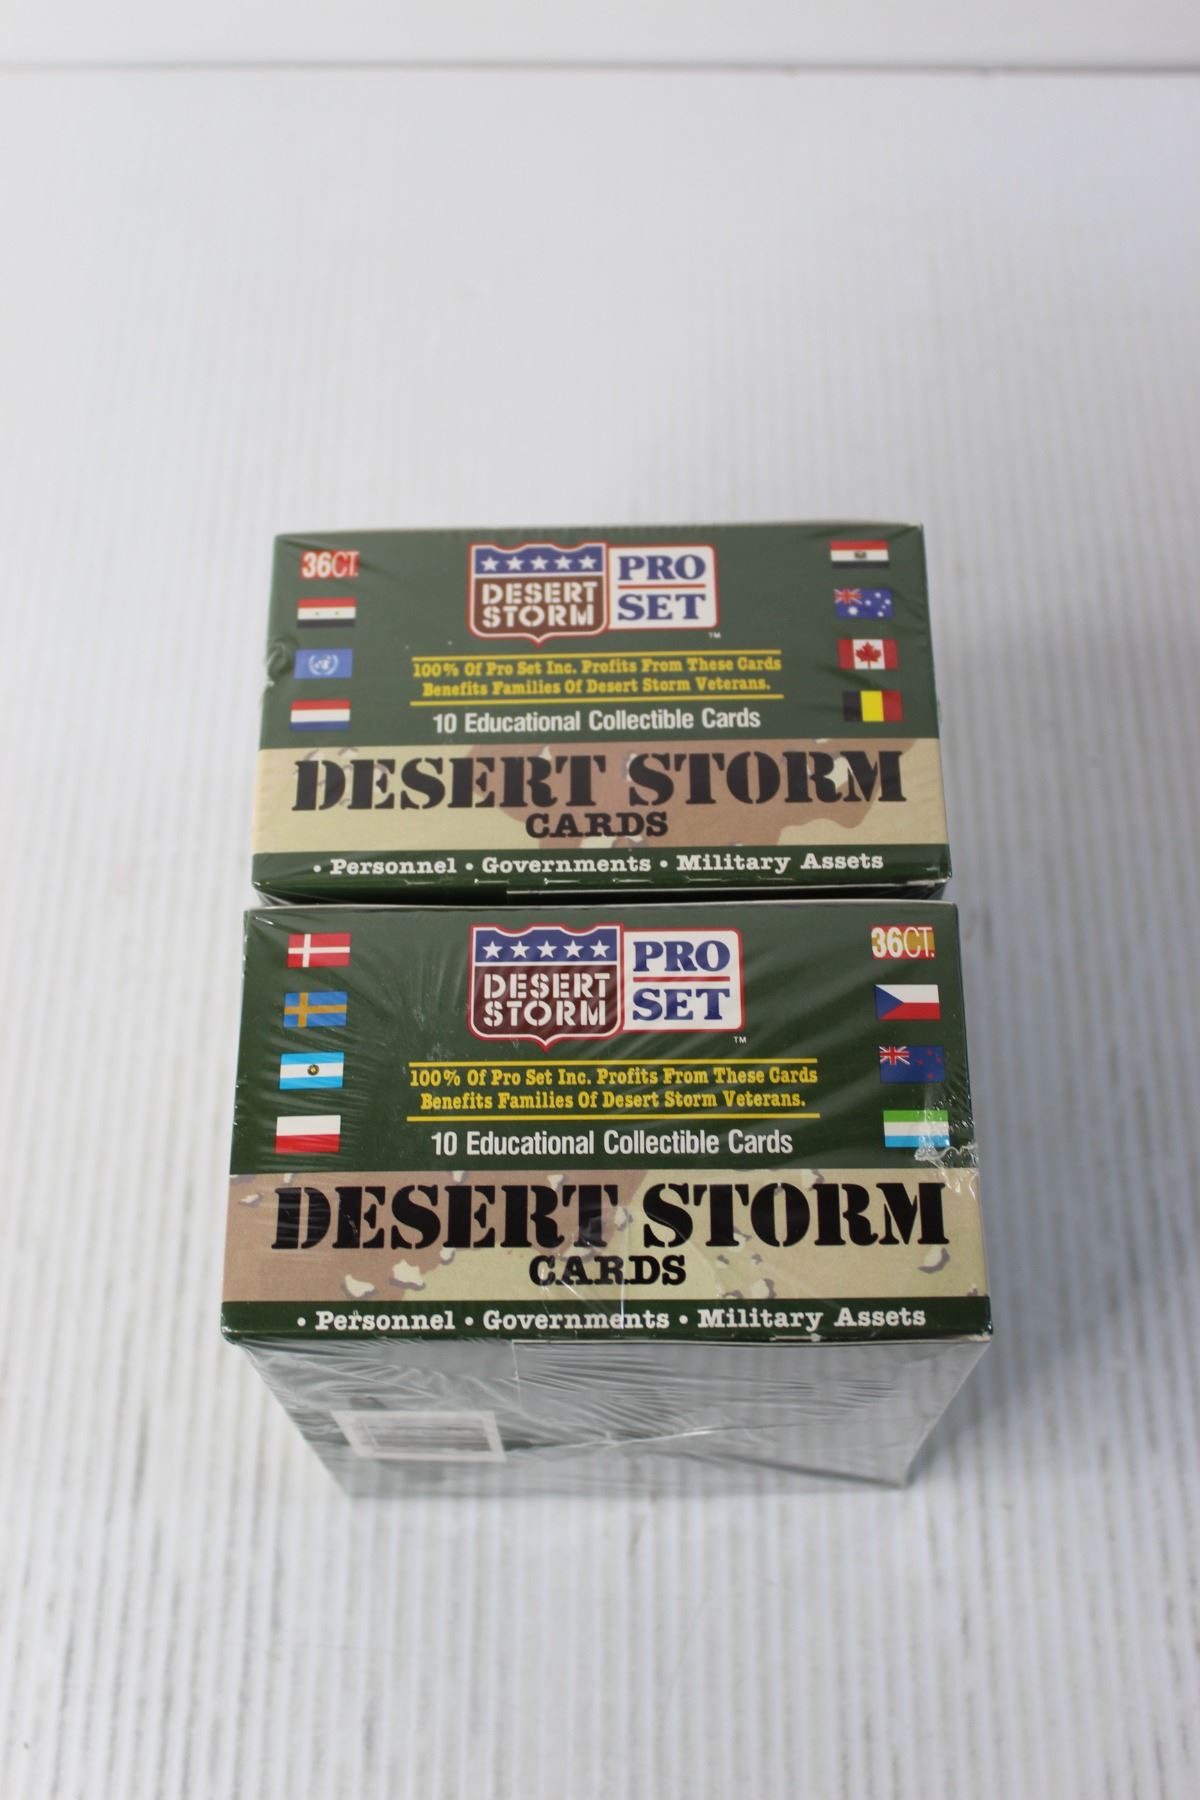 36CT.
DESERT
STORM
PRO
SET
TM
100% Of Pro Set Inc. Profits From These Cards
Benefits Families Of Desert Storm Veterans.
10 Educational Collectible Cards
DESERT STORM
CARDS
• Personnel • Governments • Military Assets
DESERT
STORM
PRO
SET
TM
36CT.
100% Of Pro Set Inc. Profits From These Cards
Benefits Families Of Desert Storm Veterans.
10 Educational Collectible Cards
DESERT STORM
CARDS
• Personnel • Governments • Military Assets